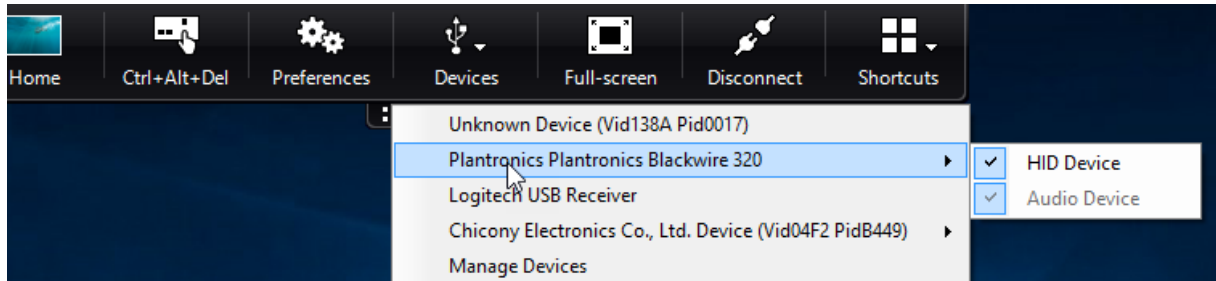 Home
Ctrl+Alt+Del
Preferences
Devices
Full-screen
Disconnect
Shortcuts
Unknown Device (Vid138A Pid0017)
Plantronics Plantronics Blackwire 320
HID Device
Audio Device
Logitech USB Receiver
Chicony Electronics Co., Ltd. Device (Vid04F2 PidB449)
Manage Devices